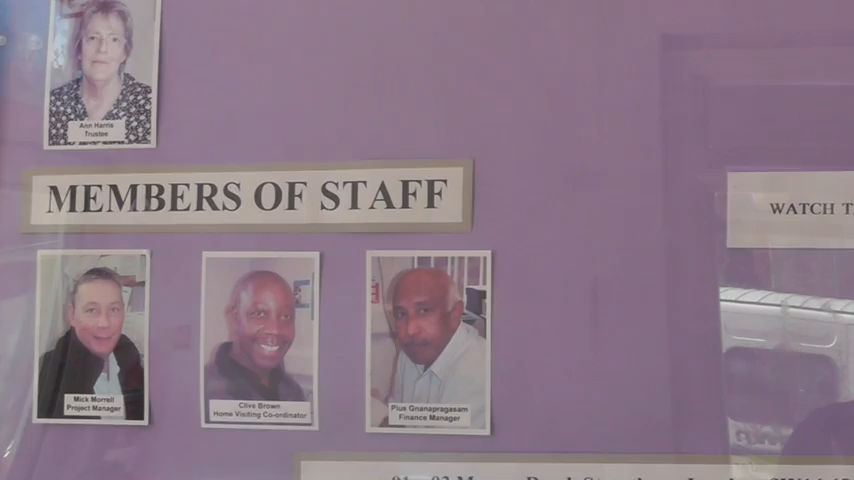 Ann Harris
Trustee
MEMBERS OF STAFF
WATCH T
Mick Morrell
Project Manager
Clive Brown
Home Visiting Co-ordinator
Pius Gnanapragasam
Finance Manager